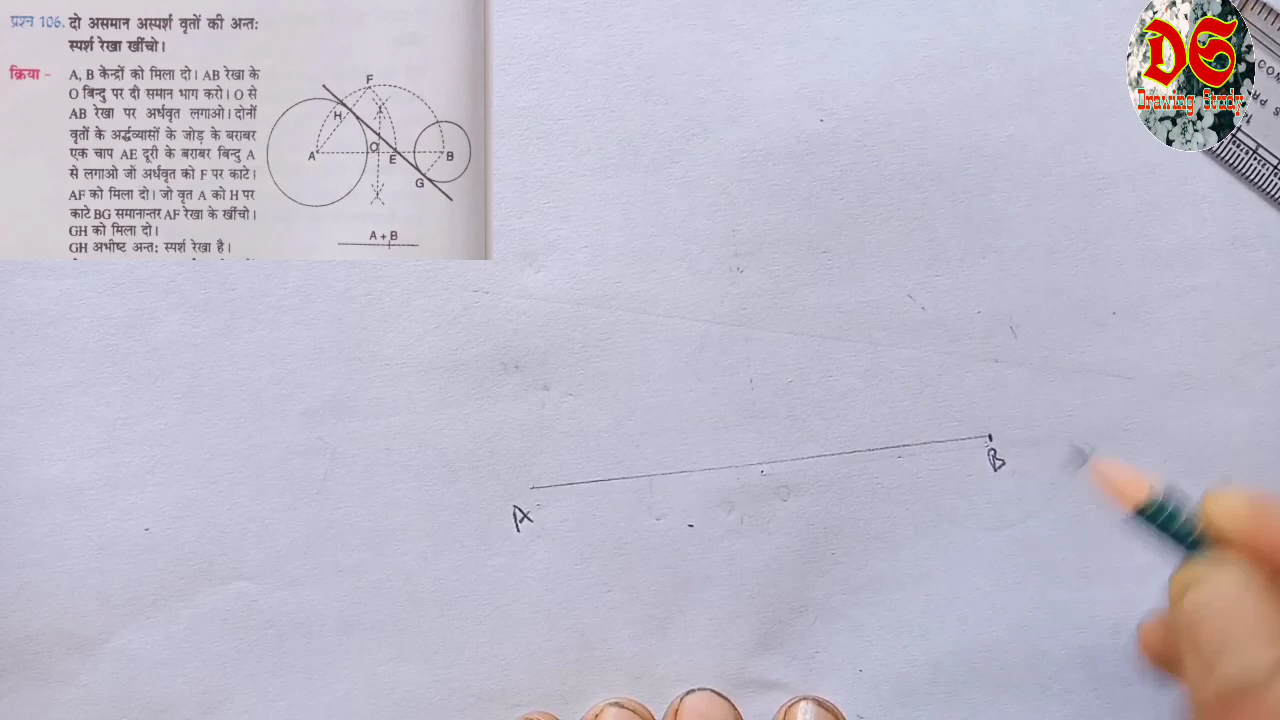 प्रश्न 106. दो असमान अस्पर्श वृतों की अन्तः
स्पर्श रेखा खींचो।
क्रिया - A, B केन्द्रों को मिला दो। AB रेखा के
O बिन्दु पर दी समान भाग करो। O से
AB रेखा पर अर्धवृत लगाओ। दोनों
वृतों के अर्द्धव्यासों के जोड़ के बराबर
एक चाप AE दूरी के बराबर बिन्दु A
से लगाओ जो अर्धवृत को F पर काटे।
AF को मिला दो। जो वृत A को H पर
काटे BG समानान्तर AF रेखा के खींचो।
GH को मिला दो।
GH अभीष्ट अन्तः स्पर्श रेखा है।
F
H
A
O
E
B
G
A + B
DS
Drawing Study
A
B